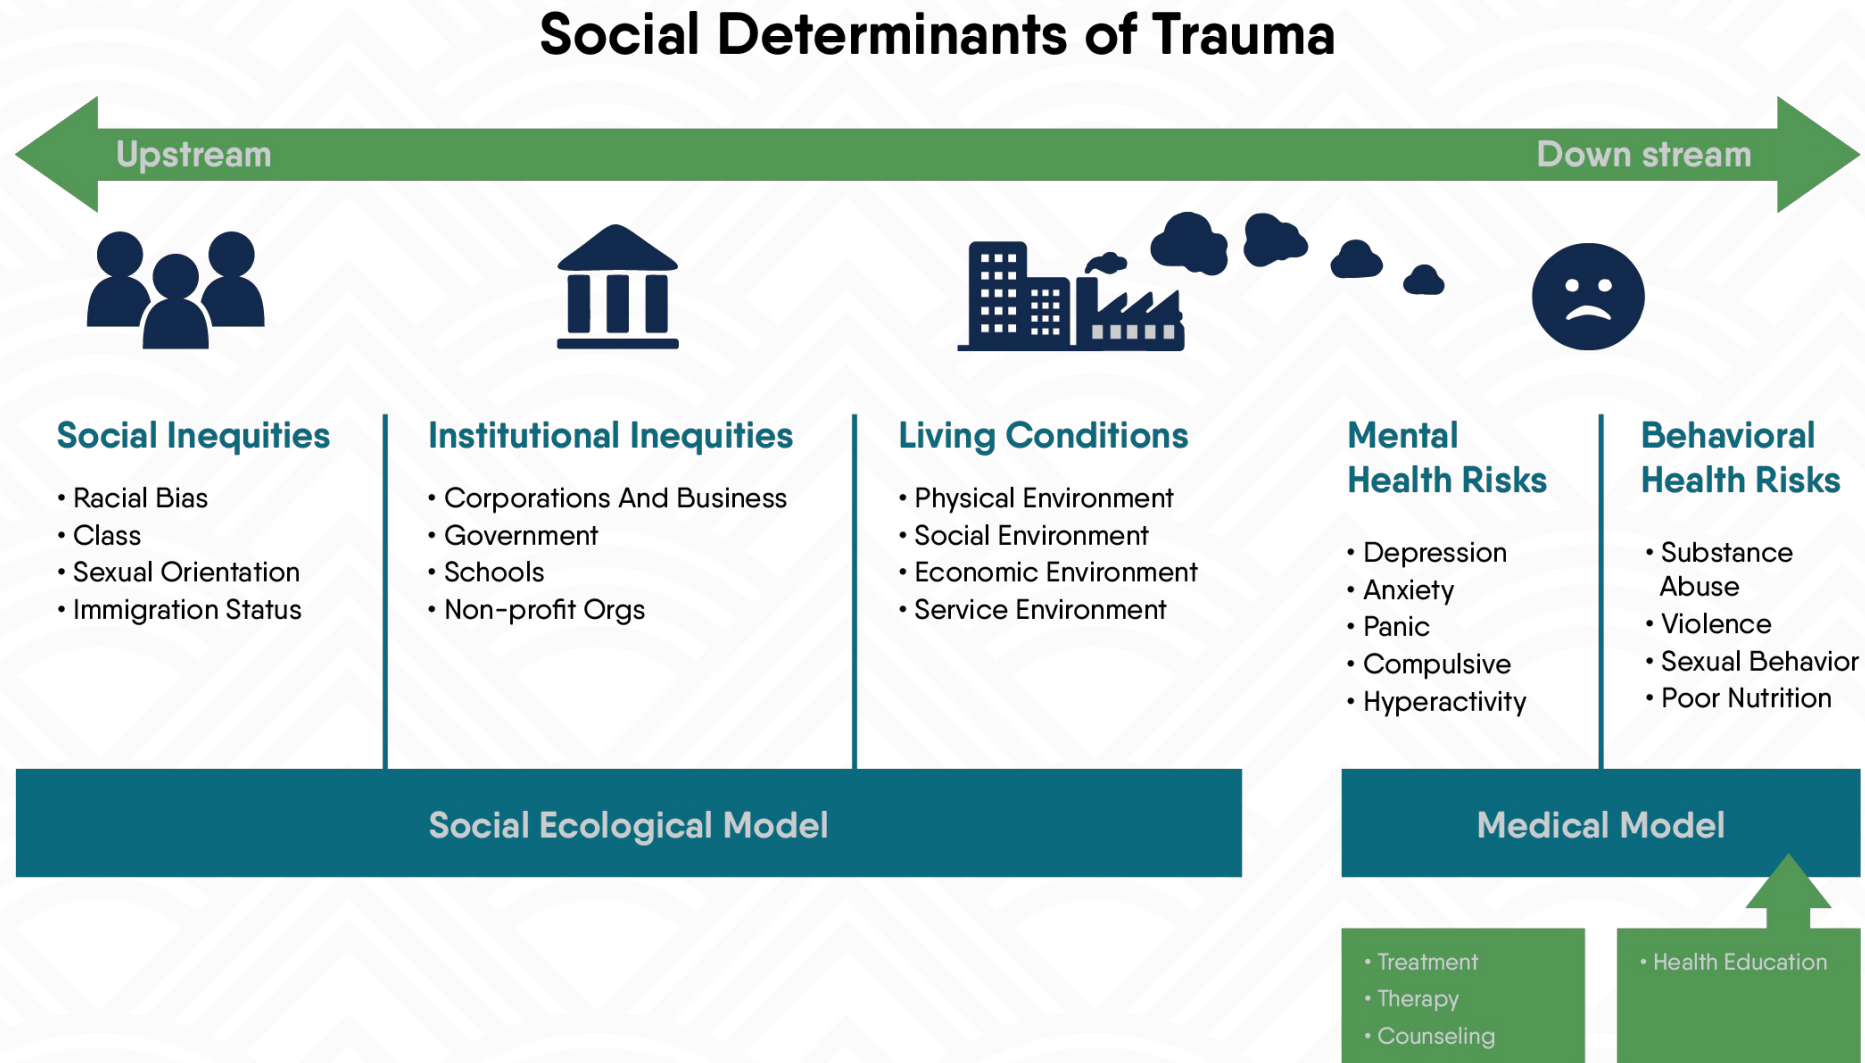 Social Determinants of Trauma
Upstream
Down stream
Social Inequities
• Racial Bias
• Class
• Sexual Orientation
• Immigration Status
Institutional Inequities
• Corporations And Business
• Government
• Schools
• Non-profit Orgs
Living Conditions
• Physical Environment
• Social Environment
• Economic Environment
• Service Environment
Mental
Health Risks
• Depression
• Anxiety
• Panic
• Compulsive
• Hyperactivity
Behavioral
Health Risks
• Substance
Abuse
• Violence
• Sexual Behavior
• Poor Nutrition
Social Ecological Model
Medical Model
• Treatment
• Therapy
• Counseling
• Health Education